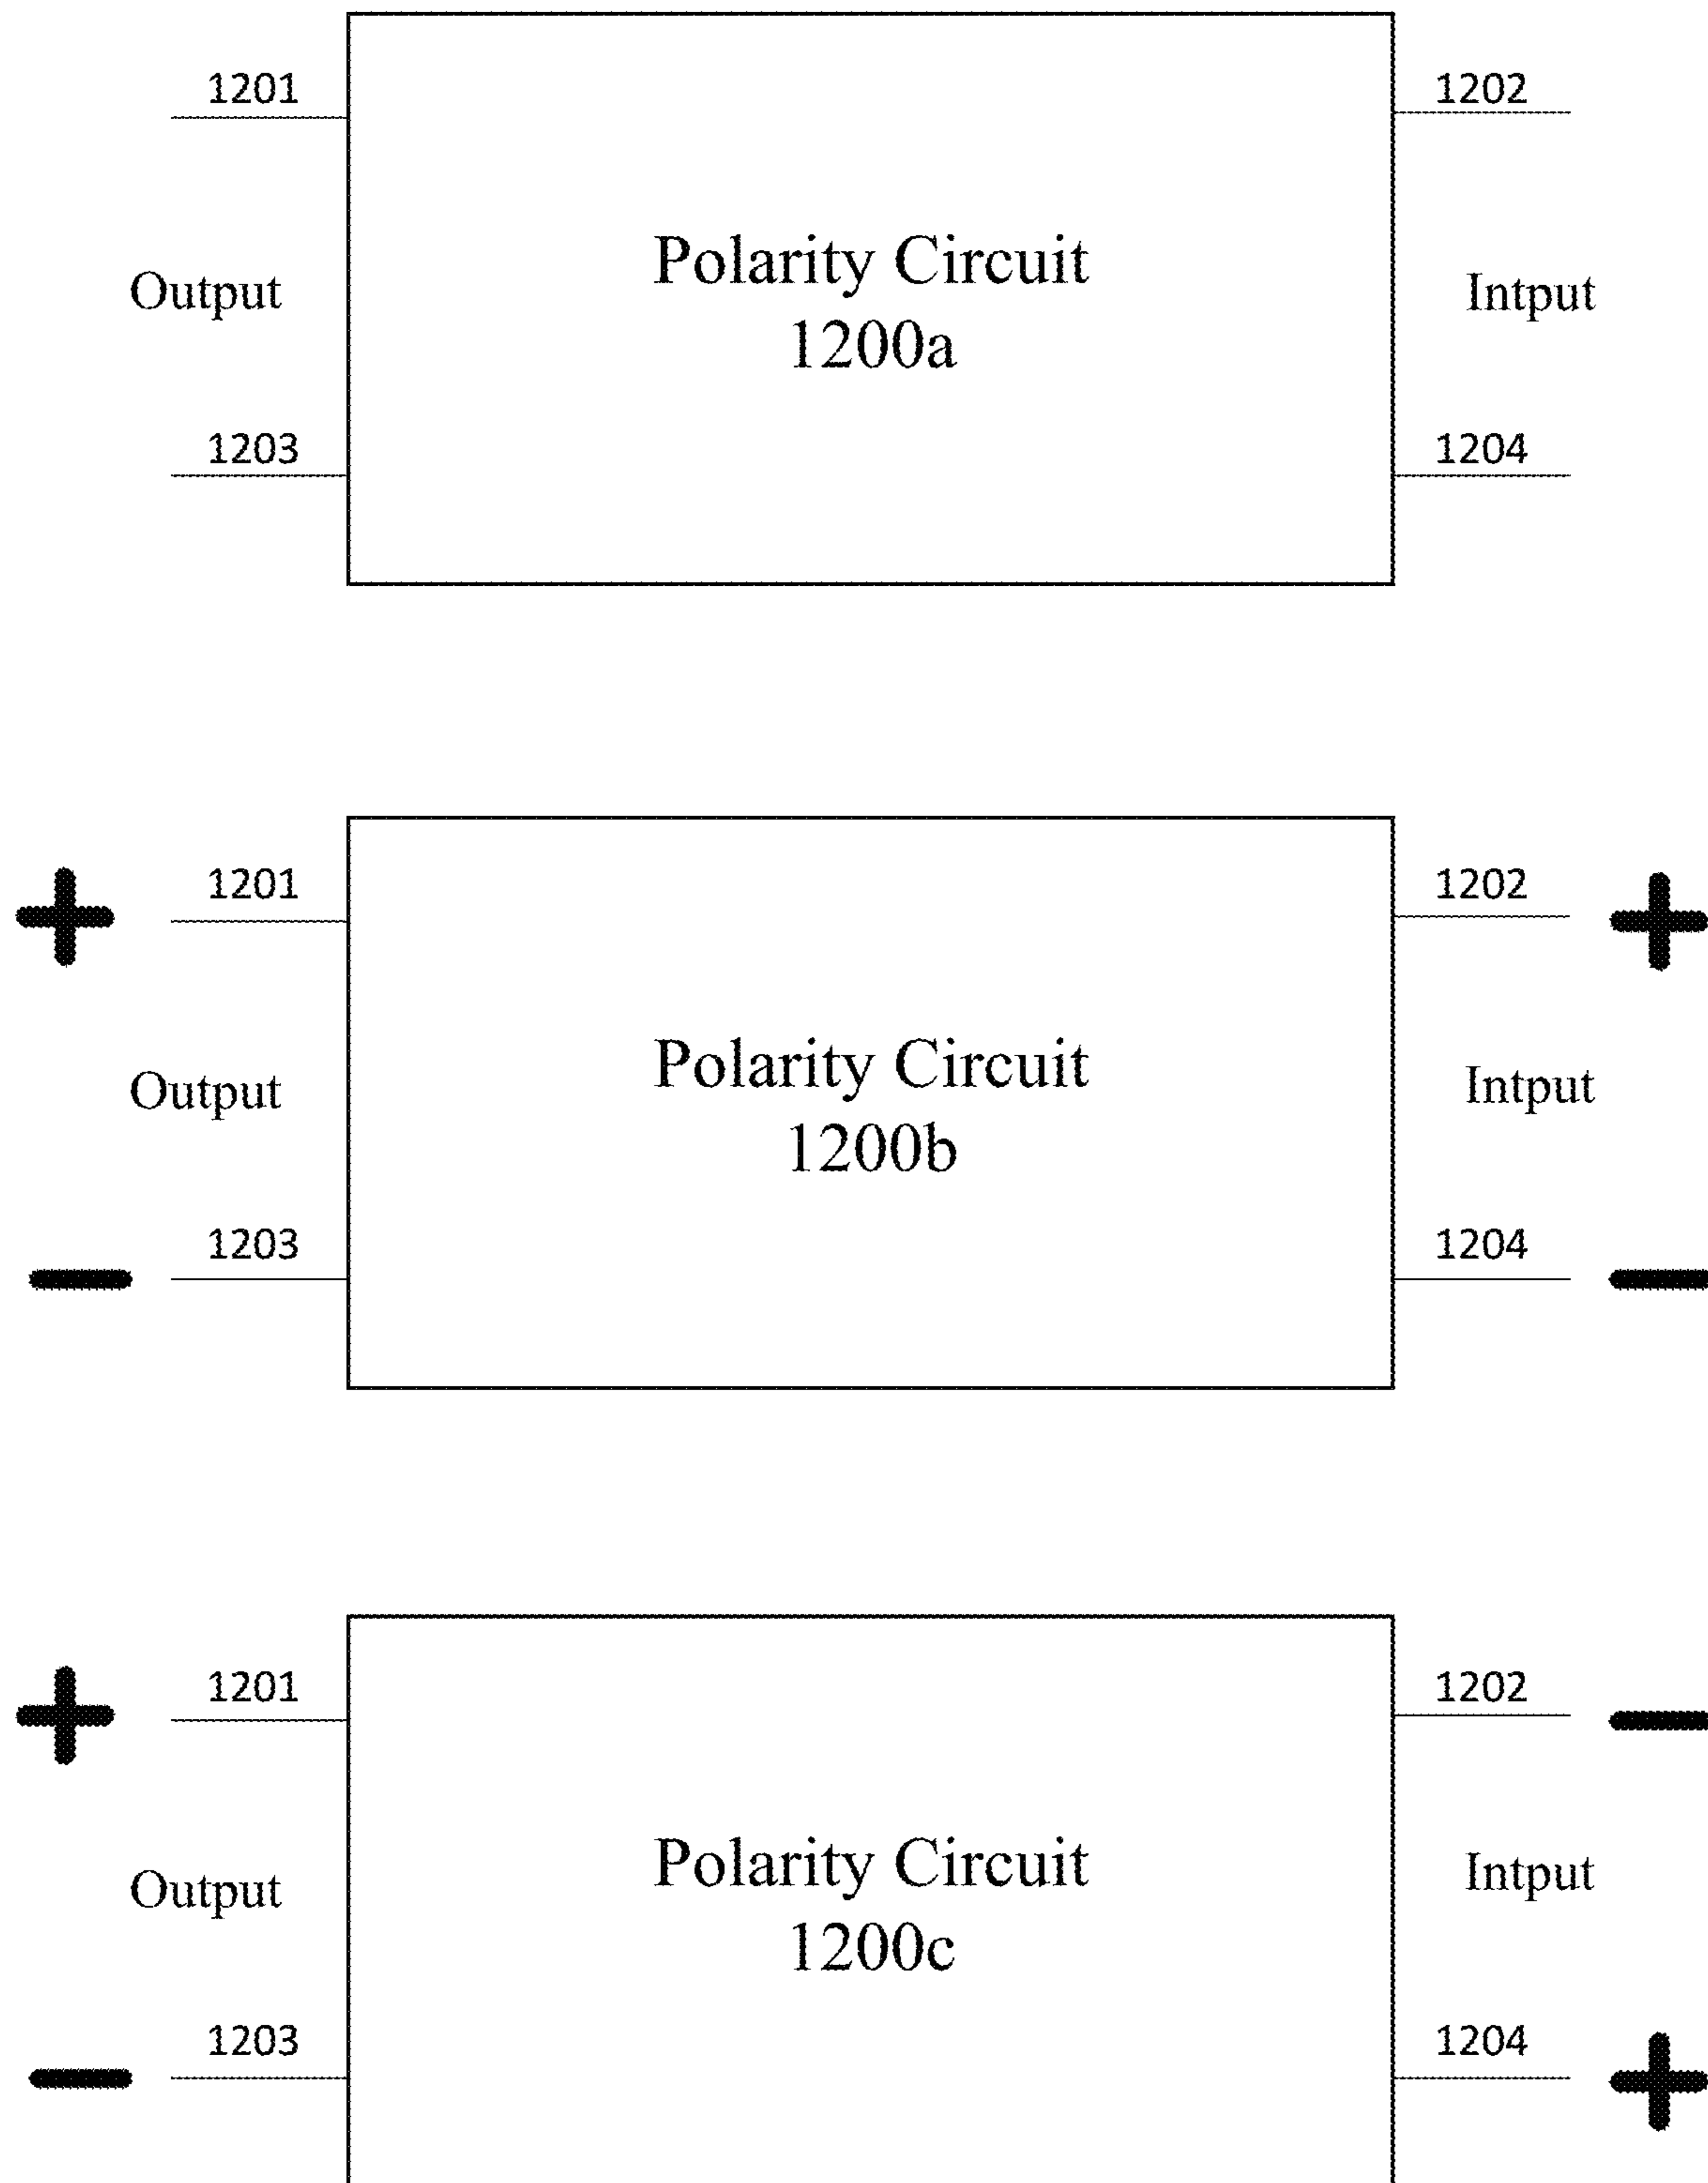 1201
1202
Polarity Circuit
Output
Intput
1200a
1203
1204
+
1201
1202
+
Polarity Circuit
Output
Intput
1200b
1203
1204
−
−
+
1201
1202
−
Polarity Circuit
Output
Intput
1200c
1203
1204
−
+